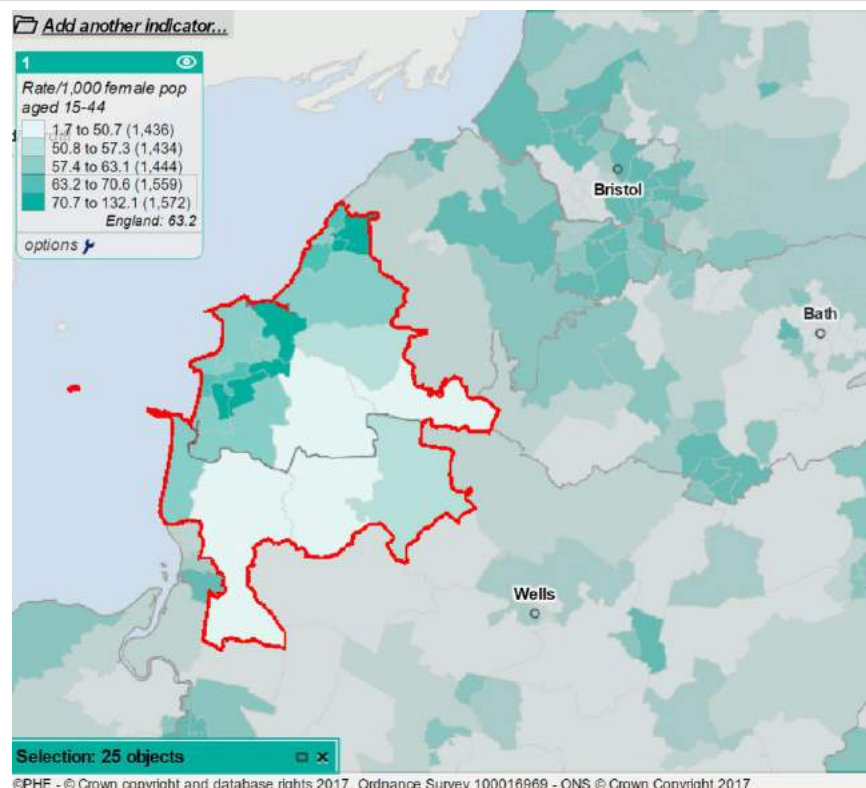 Add another indicator...
1
Rate/1,000 female pop
aged 15-44
1.7 to 50.7 (1,436)
50.8 to 57.3 (1,434)
57.4 to 63.1 (1,444)
63.2 to 70.6 (1,559)
70.7 to 132.1 (1,572)
England: 63.2
options
Bristol
Bath
Wells
Selection: 25 objects
©PHE - © Crown copyright and database rights 2017, Ordnance Survey 100016969 - ONS © Crown Copyright 2017